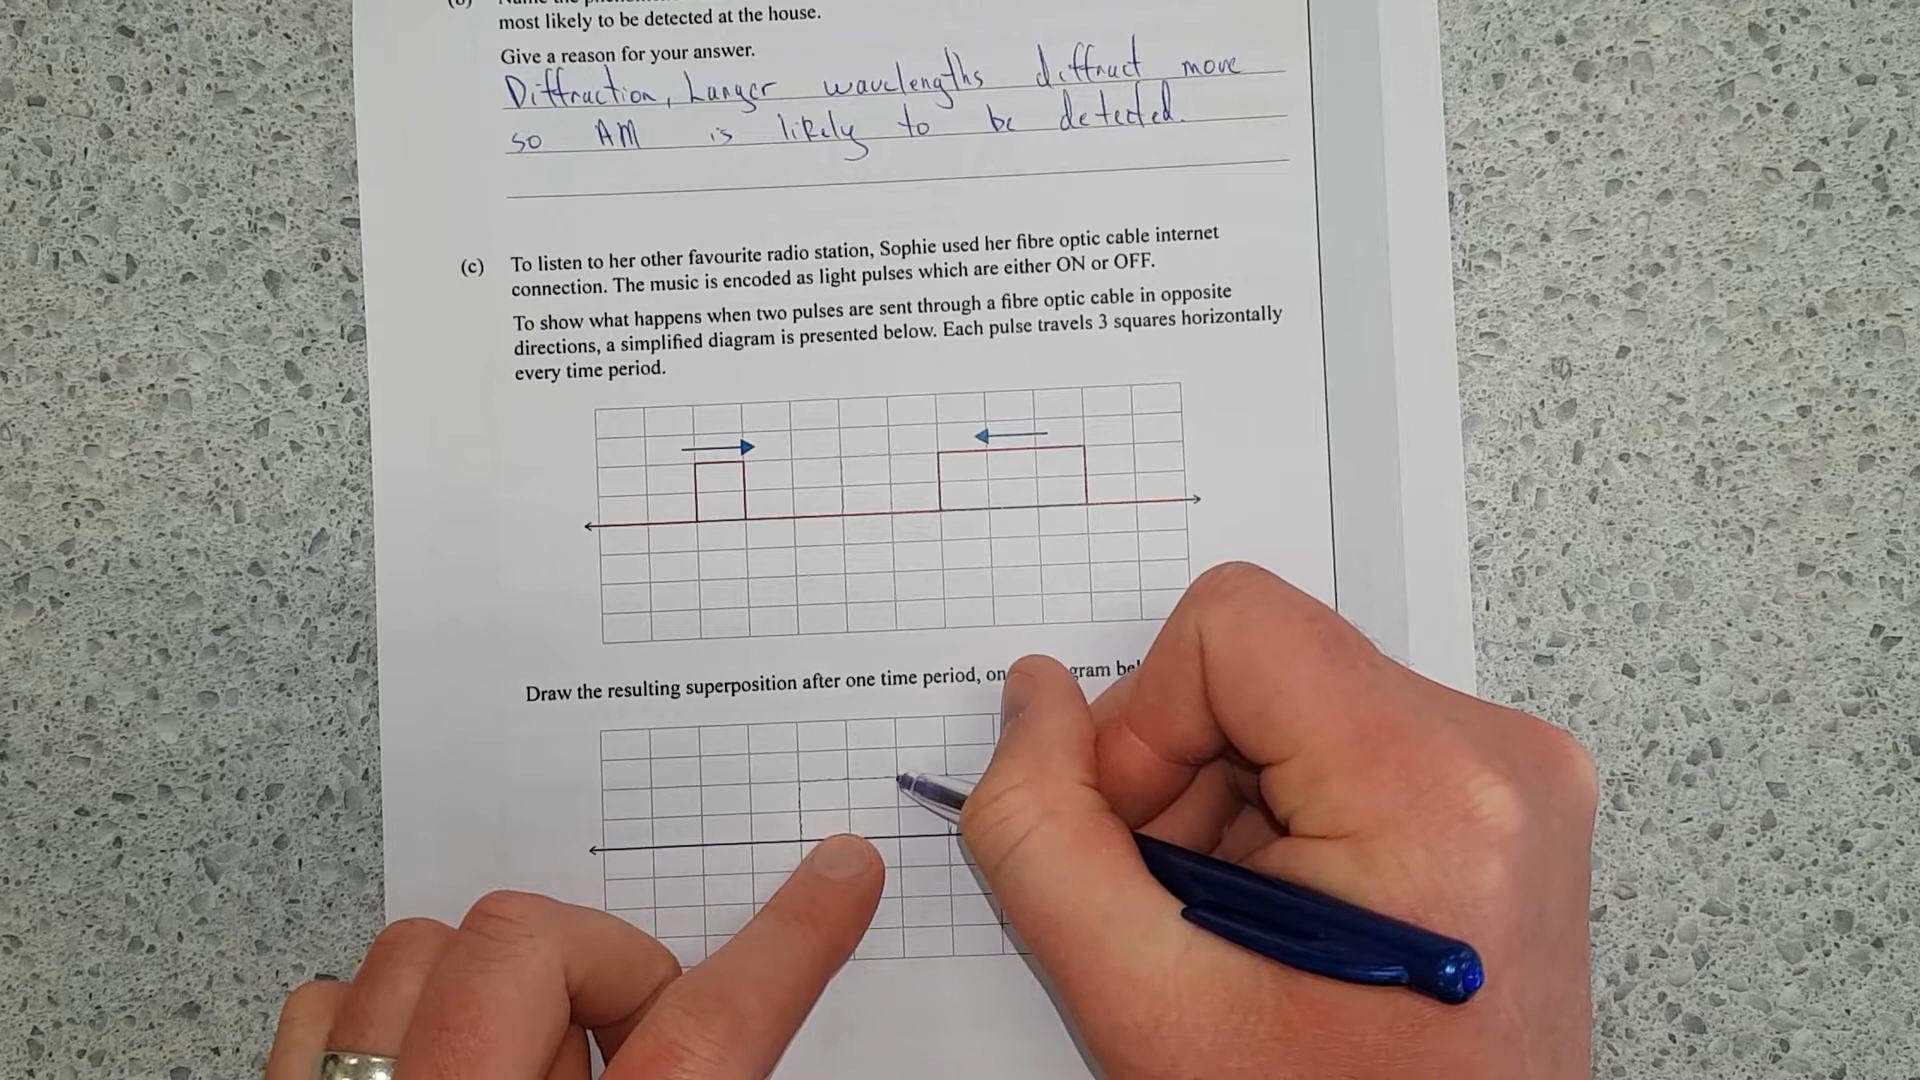 most likely to be detected at the house.
Give a reason for your answer.
Diffraction, Longer wavelengths diffract more
so AM is likely to be detected.
(c) To listen to her other favourite radio station, Sophie used her fibre optic cable internet
connection. The music is encoded as light pulses which are either ON or OFF.
To show what happens when two pulses are sent through a fibre optic cable in opposite
directions, a simplified diagram is presented below. Each pulse travels 3 squares horizontally
every time period.
Draw the resulting superposition after one time period, on